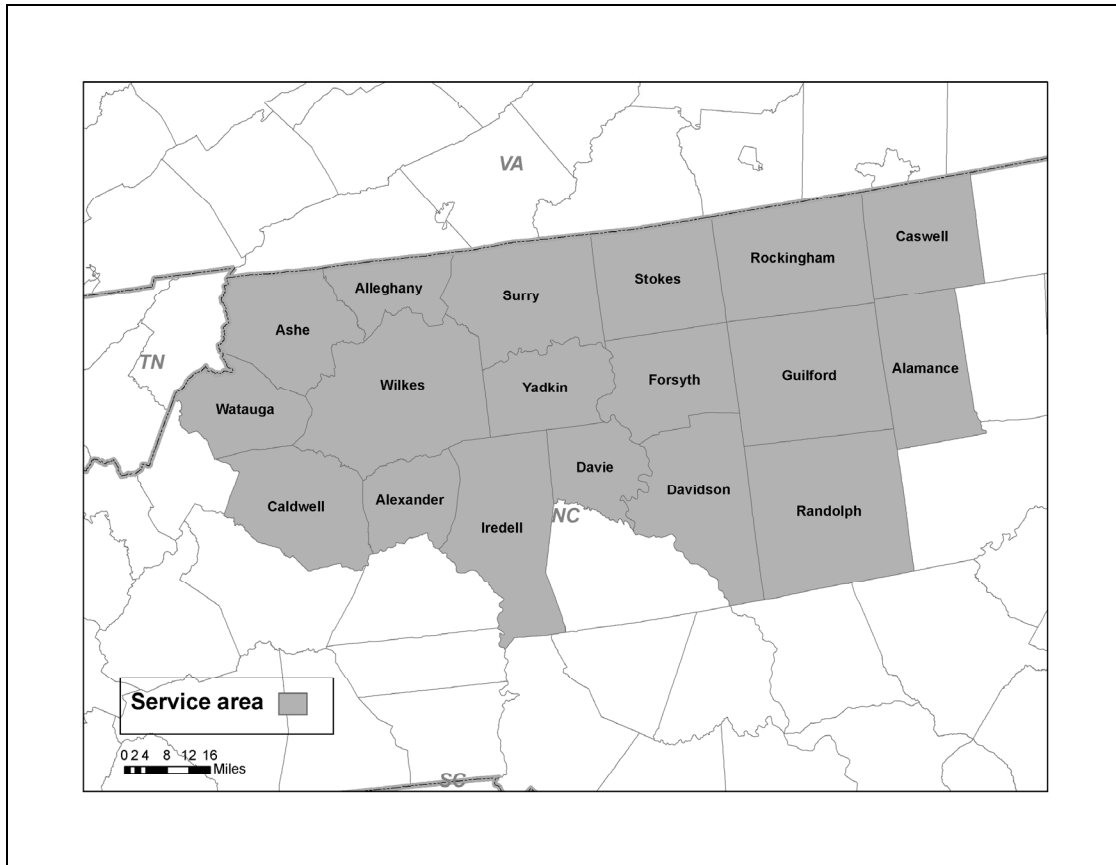 VA
Caswell
Rockingham
Stokes
Alleghany
Surry
Ashe
TN
Wilkes
Yadkin
Forsyth
Guilford
Alamance
Watauga
Davie
Davidson
Caldwell
Alexander
Iredell
NC
Randolph
Service area
0 2 4 8 12 16
Miles
SC